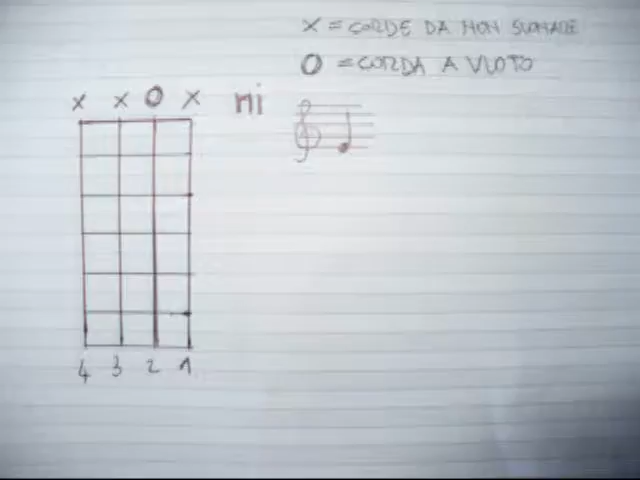 X = CORDE DA NON SUONARE
O = CORDA A VUOTO
X X O X mi
4 3 2 1